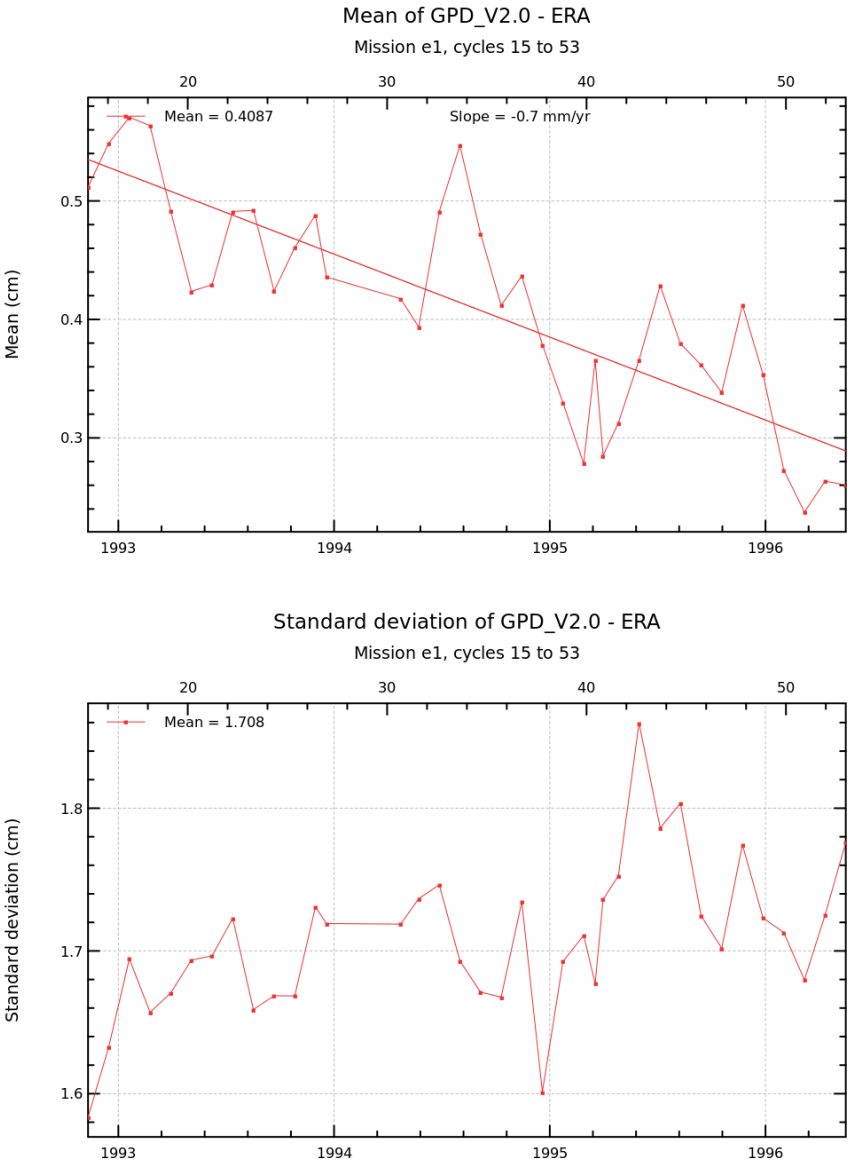 Mean of GPD_V2.0 - ERA
Mission e1, cycles 15 to 53
20 30 40 50
Mean = 0.4087 Slope = -0.7 mm/yr
0.5
0.4
Mean (cm)
0.3
1993 1994 1995 1996
Standard deviation of GPD_V2.0 - ERA
Mission e1, cycles 15 to 53
20 30 40 50
Mean = 1.708
1.8
Standard deviation (cm)
1.7
1.6
1993 1994 1995 1996